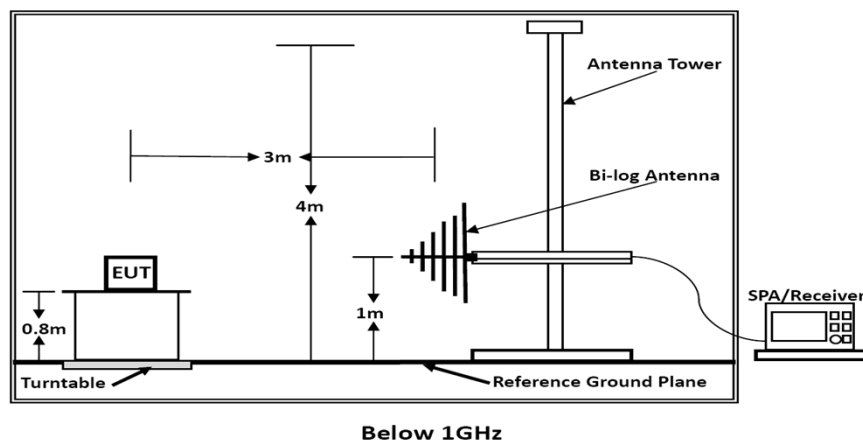 Antenna Tower
3m
Bi-log Antenna
4m
EUT
SPA/Receiver
0.8m
1m
Turntable
Reference Ground Plane
Below 1GHz